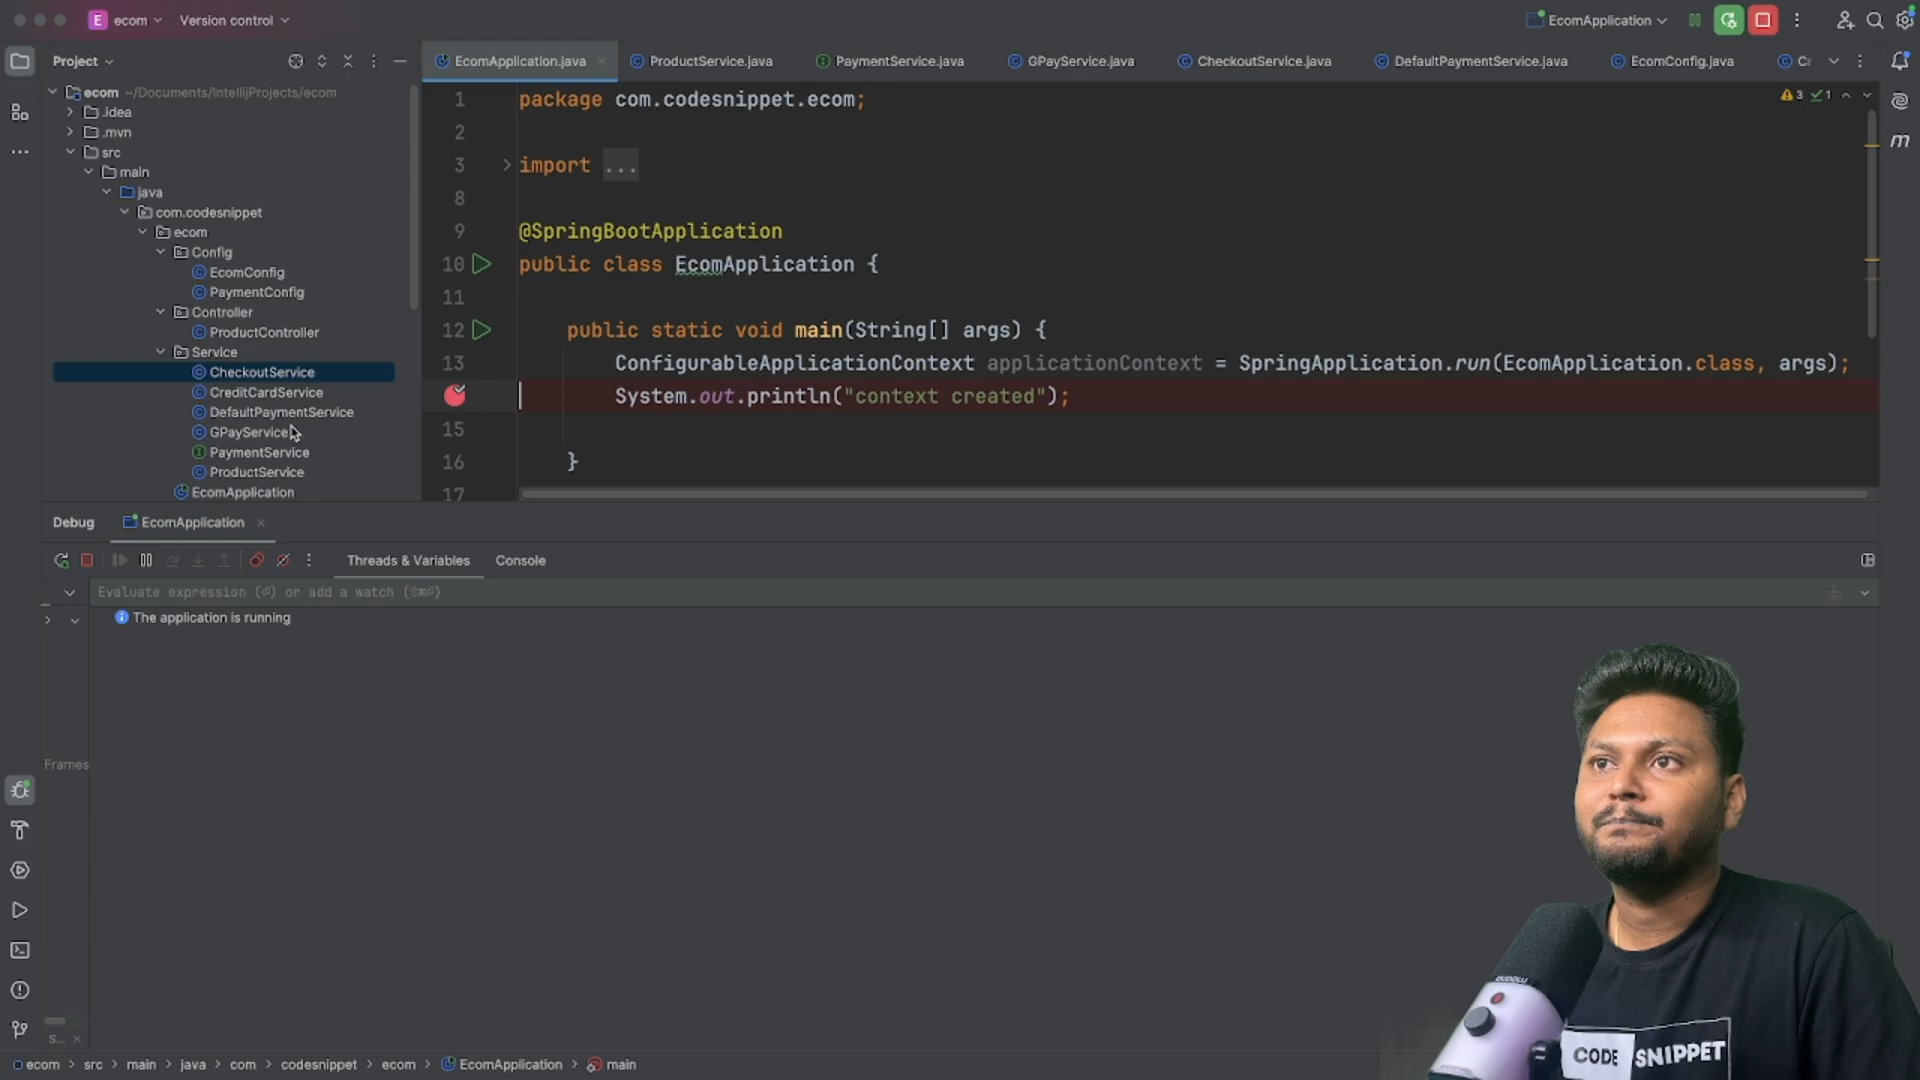 E ecom Version control EcomApplication
Project EcomApplication.java ProductService.java PaymentService.java GPayService.java CheckoutService.java DefaultPaymentService.java EcomConfig.java Cr
ecom ~/Documents/IntellijProjects/ecom
.idea
.mvn
src
main
java
com.codesnippet
ecom
Config
EcomConfig
PaymentConfig
Controller
ProductController
Service
CheckoutService
CreditCardService
DefaultPaymentService
GPayService
PaymentService
ProductService
EcomApplication
3 1
1 package com.codesnippet.ecom;
2
3 import ...
8
9 @SpringBootApplication
10 public class EcomApplication {
11
12 public static void main(String[] args) {
13 ConfigurableApplicationContext applicationContext = SpringApplication.run(EcomApplication.class, args);
System.out.println("context created");
15
16 }
17
Debug EcomApplication
Threads & Variables Console
Evaluate expression (⏎) or add a watch (⇧⌘⏎)
The application is running
Frames
S...
m
CODE SNIPPET
ecom > src > main > java > com > codesnippet > ecom > EcomApplication > main